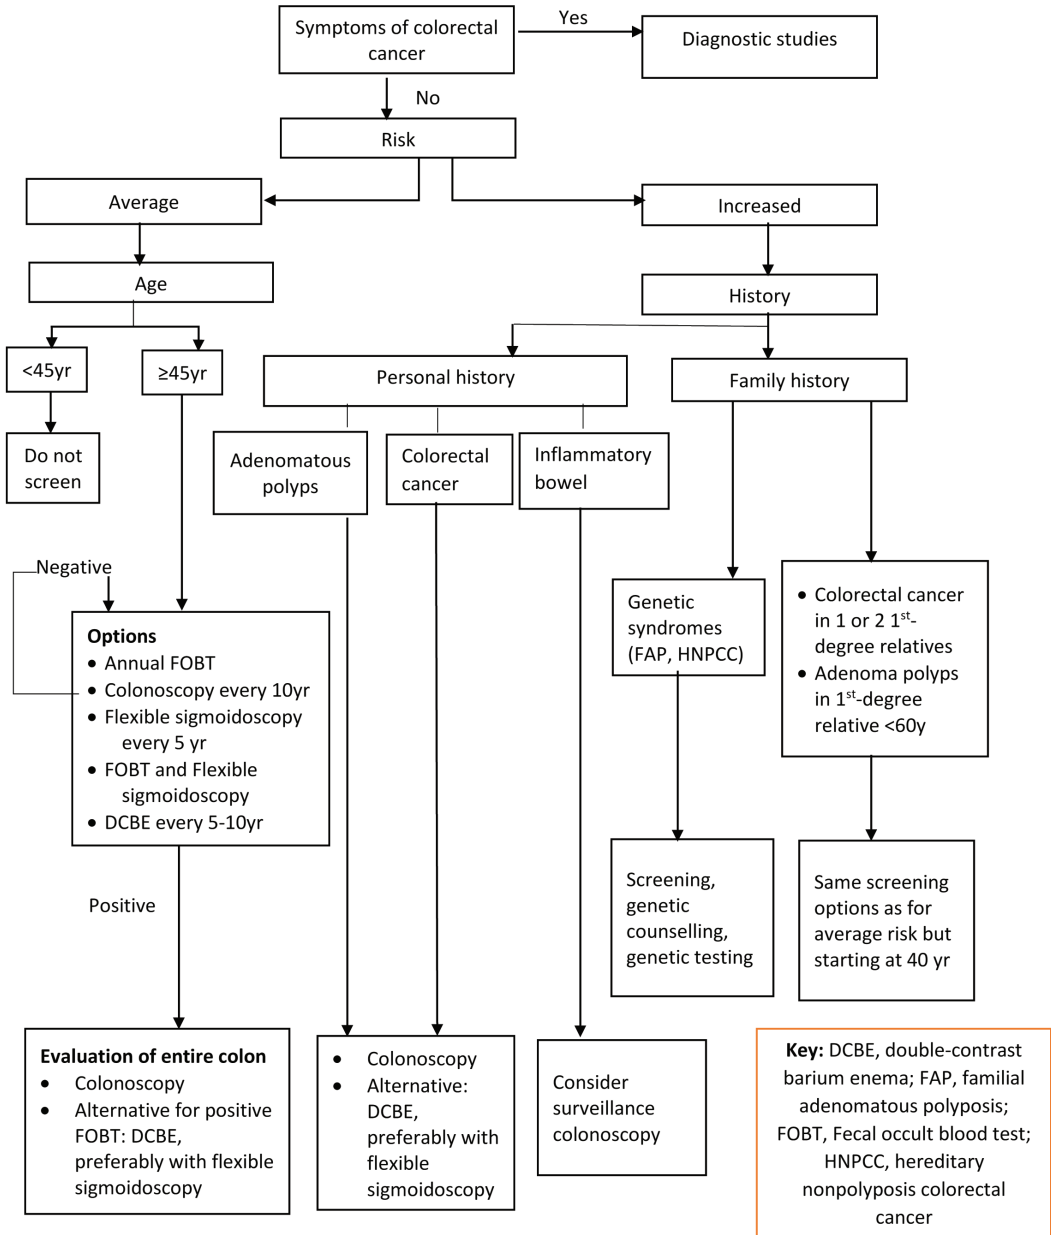 Symptoms of colorectal
cancer
Yes
Diagnostic studies
No
Risk
Average
Increased
Age
History
<45yr
≥45yr
Personal history
Family history
Do not
screen
Adenomatous
polyps
Colorectal
cancer
Inflammatory
bowel
Negative
Options
• Annual FOBT
• Colonoscopy every 10yr
• Flexible sigmoidoscopy
every 5 yr
• FOBT and Flexible
sigmoidoscopy
• DCBE every 5-10yr
Genetic
syndromes
(FAP, HNPCC)
• Colorectal cancer
in 1 or 2 1st-
degree relatives
• Adenoma polyps
in 1st-degree
relative <60y
Positive
Screening,
genetic
counselling,
genetic testing
Same screening
options as for
average risk but
starting at 40 yr
Evaluation of entire colon
• Colonoscopy
• Alternative for positive
FOBT: DCBE,
preferably with flexible
sigmoidoscopy
• Colonoscopy
• Alternative:
DCBE,
preferably with
flexible
sigmoidoscopy
Consider
surveillance
colonoscopy
Key: DCBE, double-contrast
barium enema; FAP, familial
adenomatous polyposis;
FOBT, Fecal occult blood test;
HNPCC, hereditary
nonpolyposis colorectal
cancer